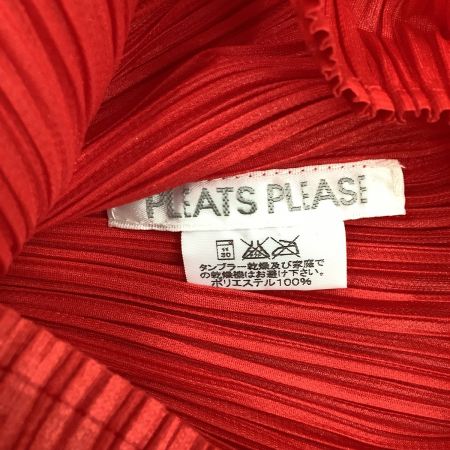 PLEATS PLEASE
タンブラー乾燥及び家庭で
の乾燥機はお避け下さい。
ポリエステル100%